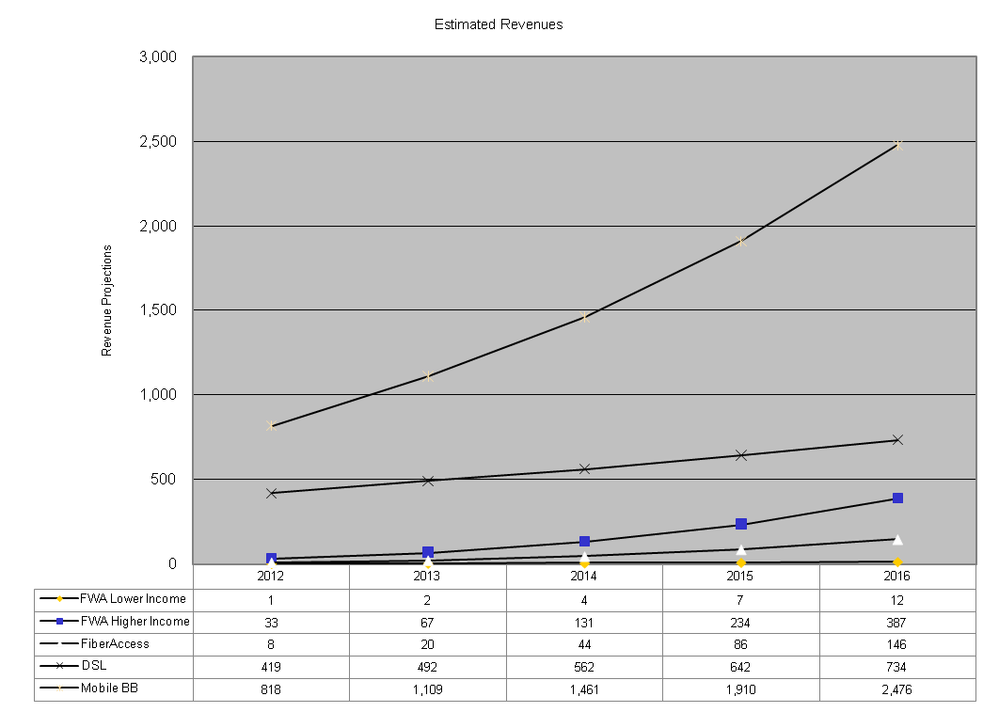 Estimated Revenues
3,000
2,500
2,000
1,500
1,000
500
0
Revenue Projections
2012 2013 2014 2015 2016
FWA Lower Income 1 2 4 7 12
FWA Higher Income 33 67 131 234 387
FiberAccess 8 20 44 86 146
DSL 419 492 562 642 734
Mobile BB 818 1,109 1,461 1,910 2,476